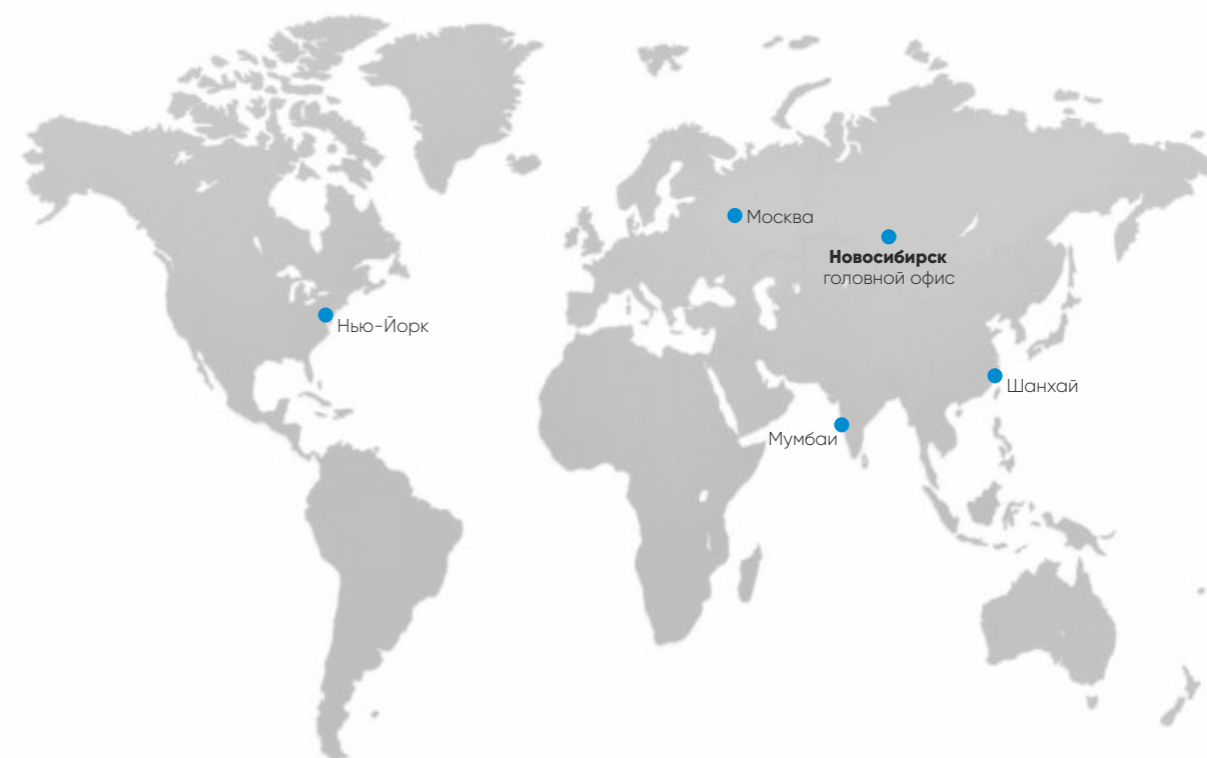 Москва
Новосибирск
головной офис
Нью-Йорк
Шанхай
Мумбаи